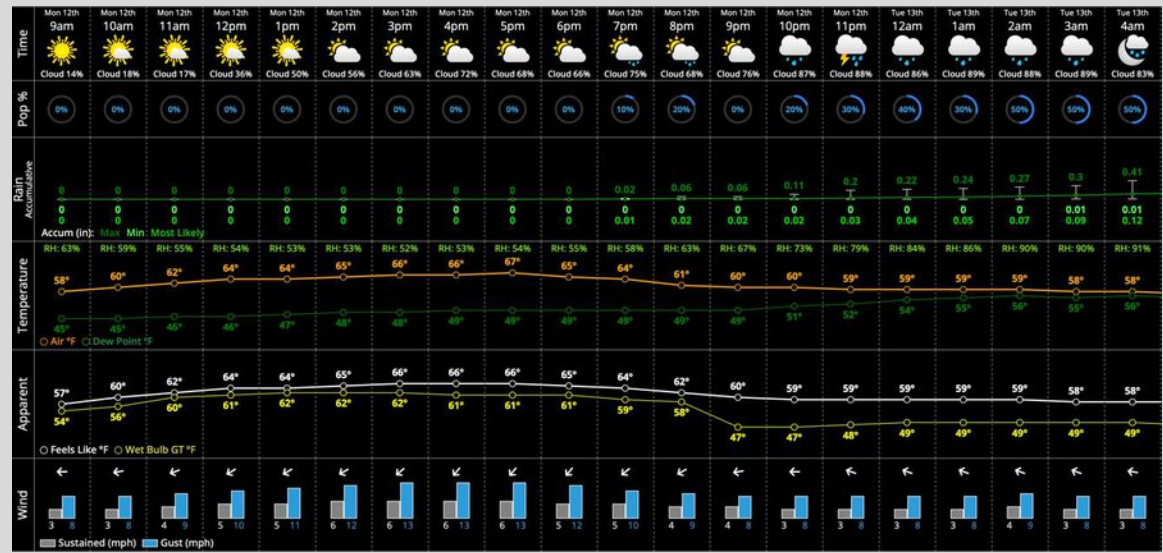 Time
Mon 12th Mon 12th Mon 12th Mon 12th Mon 12th Mon 12th Mon 12th Mon 12th Mon 12th Mon 12th Mon 12th Mon 12th Mon 12th Mon 12th Mon 12th Tue 13th Tue 13th Tue 13th Tue 13th Tue 13th
9am 10am 11am 12pm 1pm 2pm 3pm 4pm 5pm 6pm 7pm 8pm 9pm 10pm 11pm 12am 1am 2am 3am 4am
Cloud 14% Cloud 18% Cloud 17% Cloud 36% Cloud 50% Cloud 56% Cloud 63% Cloud 72% Cloud 68% Cloud 66% Cloud 75% Cloud 68% Cloud 76% Cloud 87% Cloud 88% Cloud 86% Cloud 89% Cloud 88% Cloud 89% Cloud 83%
Pop %
0% 0% 0% 0% 0% 0% 0% 0% 0% 0% 10% 20% 0% 20% 30% 40% 30% 50% 50% 50%
Rain
Accumulative
0 0 0 0 0 0 0 0 0 0 0.02 0.06 0.06 0.11 0.2 0.22 0.24 0.27 0.3 0.41
0 0 0 0 0 0 0 0 0 0 0 0 0 0 0 0 0 0 0.01 0.01
0 0 0 0 0 0 0 0 0 0 0.01 0.02 0.02 0.02 0.03 0.04 0.05 0.07 0.09 0.12
Accum (in): Max Min Most Likely
Temperature
RH: 63% RH: 59% RH: 55% RH: 54% RH: 53% RH: 53% RH: 52% RH: 53% RH: 54% RH: 55% RH: 58% RH: 63% RH: 67% RH: 73% RH: 79% RH: 84% RH: 86% RH: 90% RH: 90% RH: 91%
58° 60° 62° 64° 64° 65° 66° 66° 67° 65° 64° 61° 60° 60° 59° 59° 59° 59° 58° 58°
45° 45° 46° 46° 47° 48° 48° 49° 49° 49° 49° 49° 49° 51° 52° 54° 55° 56° 55° 56°
Air °F Dew Point °F
Apparent
57° 60° 62° 64° 64° 65° 66° 66° 66° 65° 64° 62° 60° 59° 59° 59° 59° 59° 58° 58°
54° 56° 60° 61° 62° 62° 62° 61° 61° 61° 59° 58° 47° 47° 48° 49° 49° 49° 49° 49°
Feels Like °F Wet Bulb GT °F
Wind
3 8 3 8 4 9 5 10 5 11 6 12 6 13 6 13 6 13 5 12 5 10 4 9 3 8 3 8 3 8 3 8 3 8 4 9 3 8 3 8
Sustained (mph) Gust (mph)